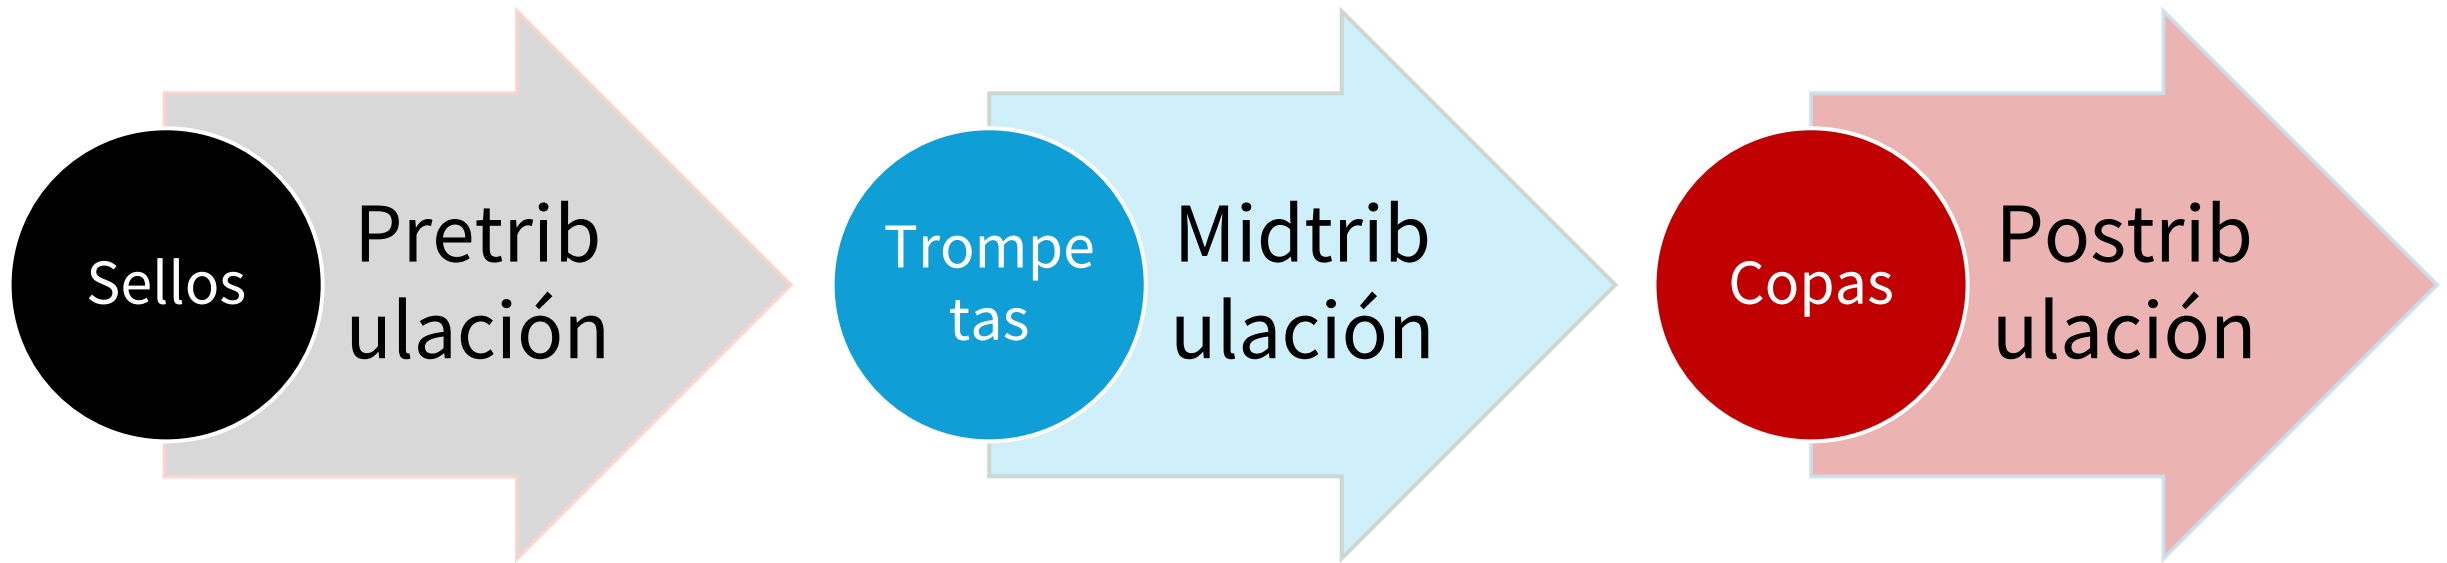 Sellos
Pretrib
ulación
Trompe
tas
Midtrib
ulación
Copas
Postrib
ulación